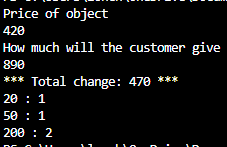 Price of object
420
How much will the customer give
890
*** Total change: 470 ***
20 : 1
50 : 1
200 : 2